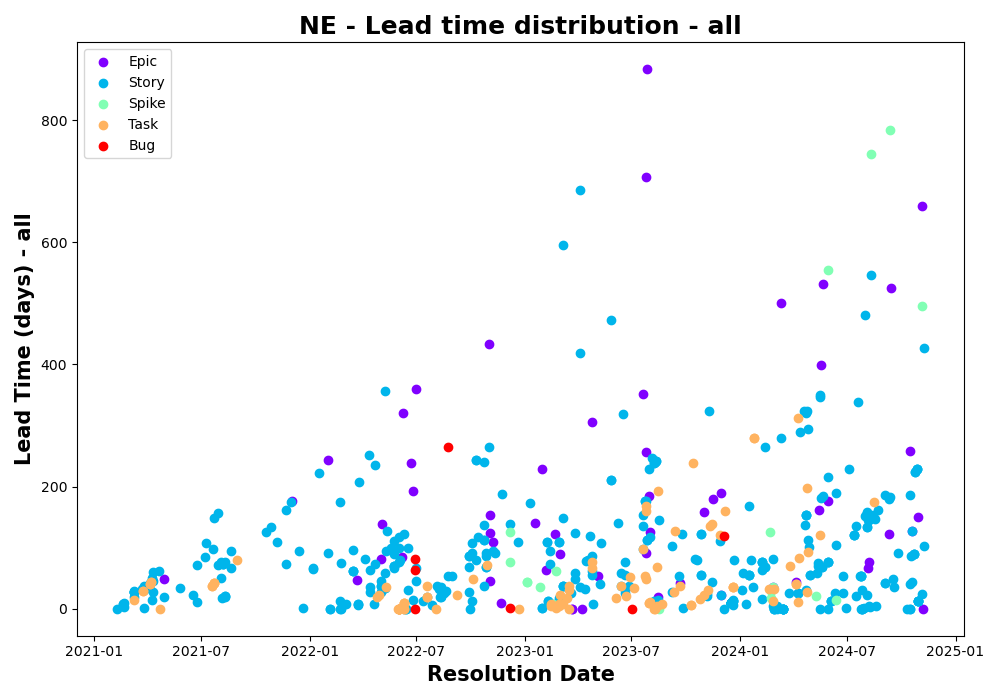 NE - Lead time distribution - all
Epic
Story
Spike
Task
Bug
Lead Time (days) - all
800
600
400
200
0
2021-01 2021-07 2022-01 2022-07 2023-01 2023-07 2024-01 2024-07 2025-01
Resolution Date